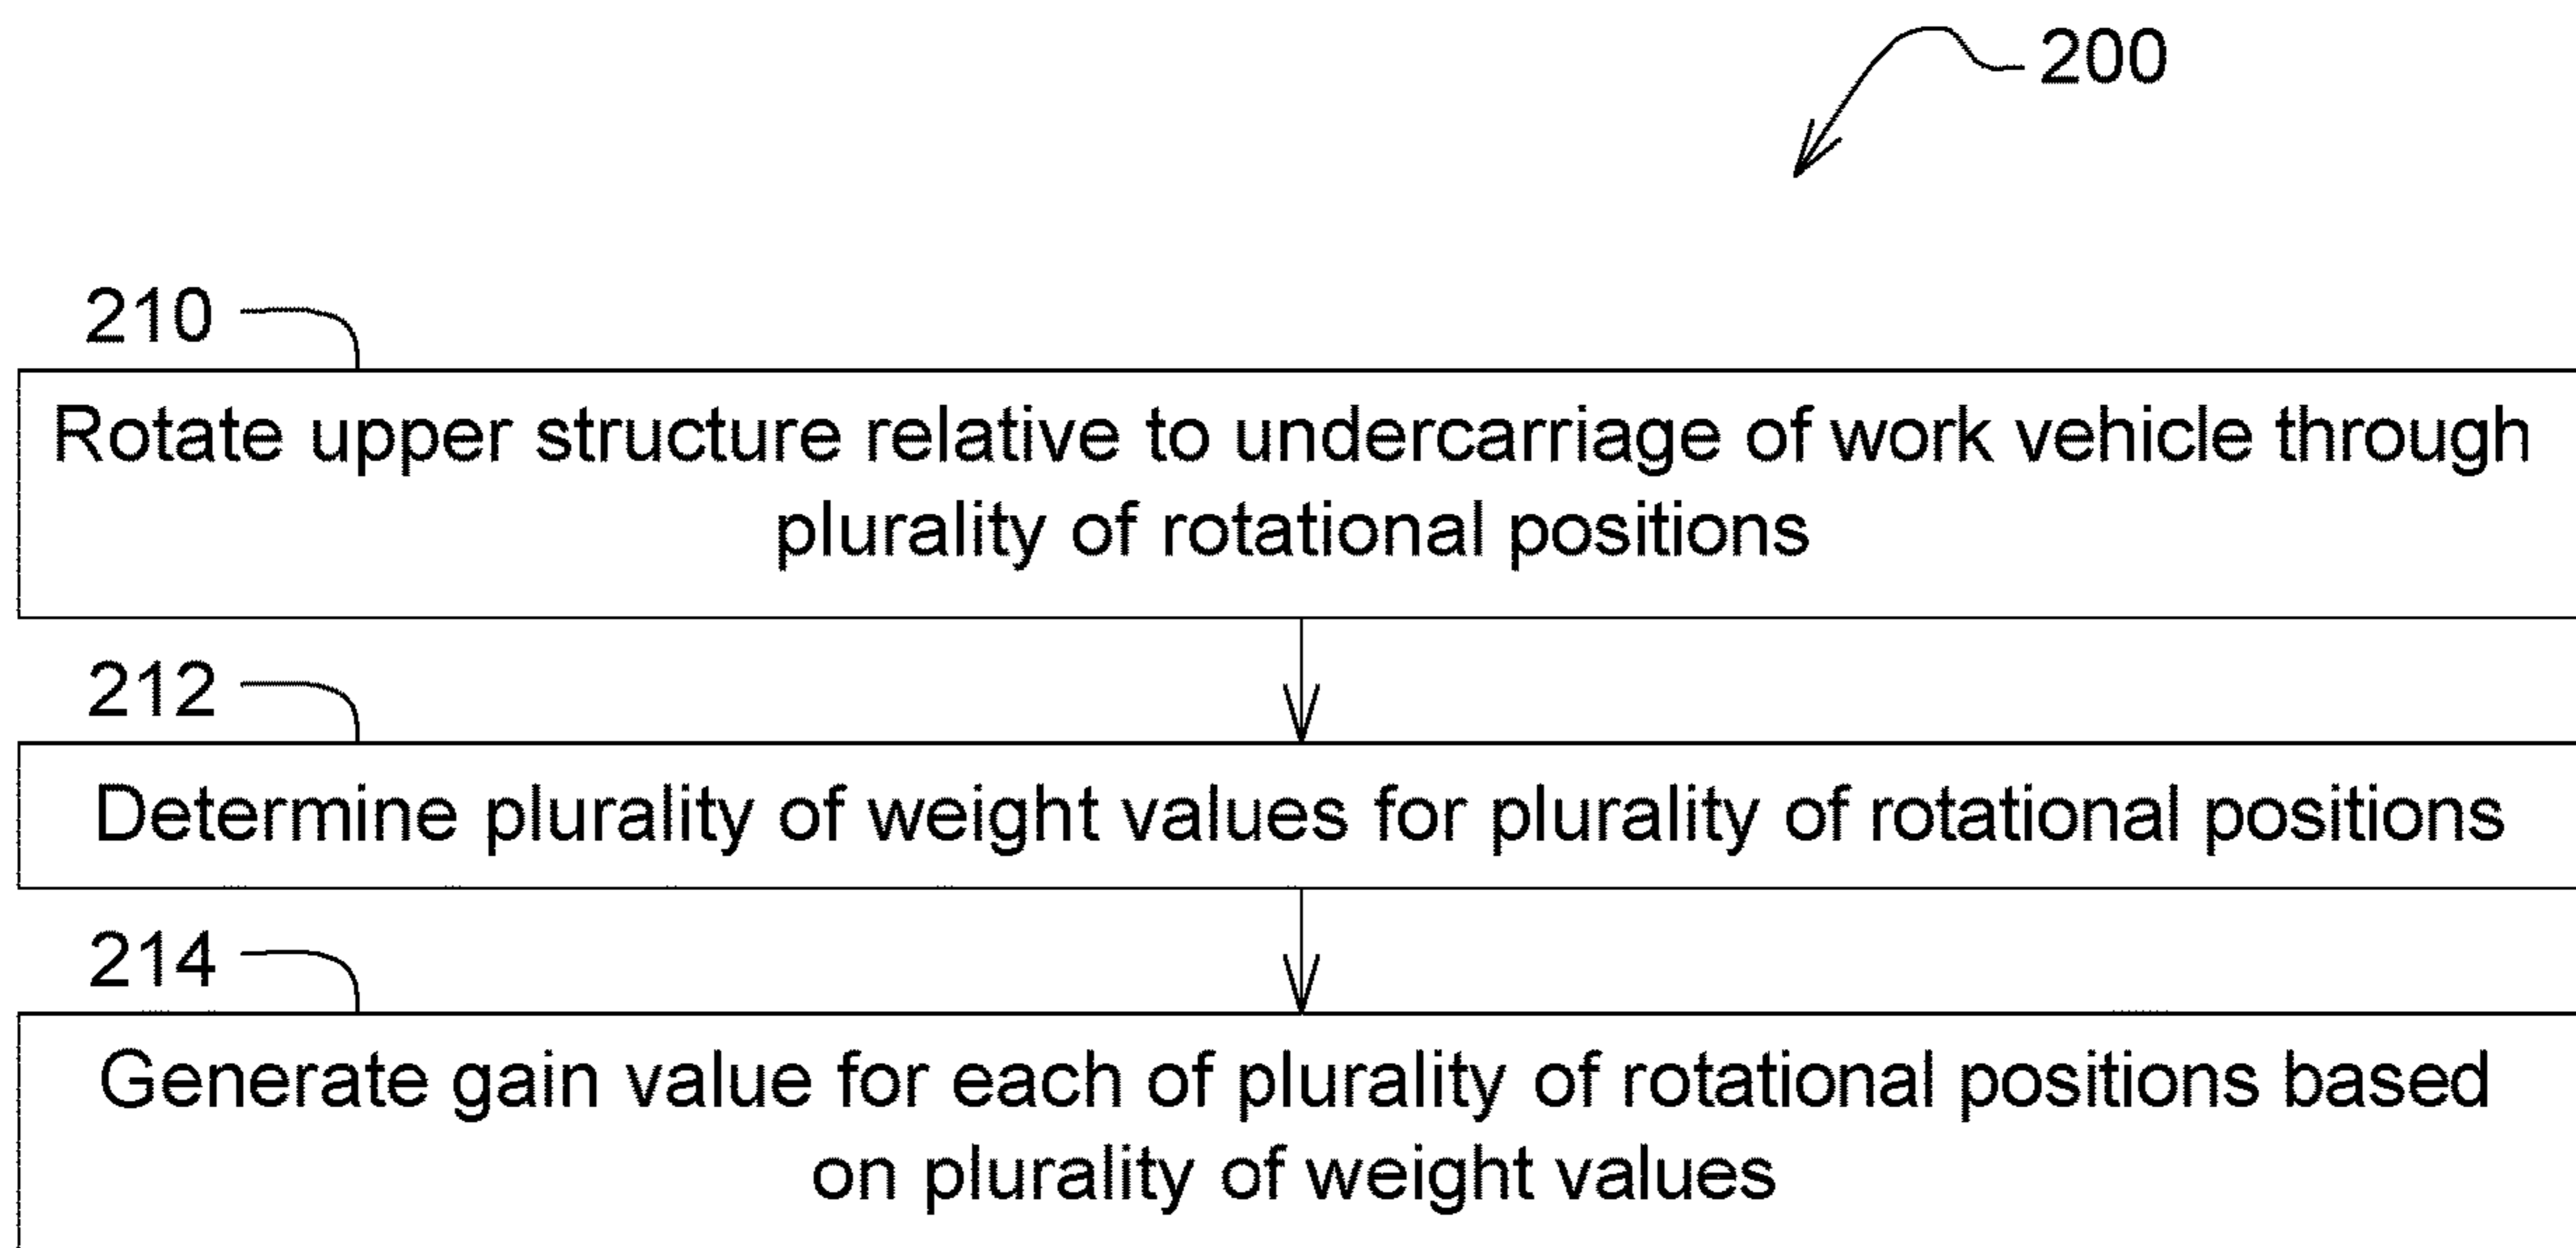 200
210
Rotate upper structure relative to undercarriage of work vehicle through
plurality of rotational positions
212
Determine plurality of weight values for plurality of rotational positions
214
Generate gain value for each of plurality of rotational positions based
on plurality of weight values